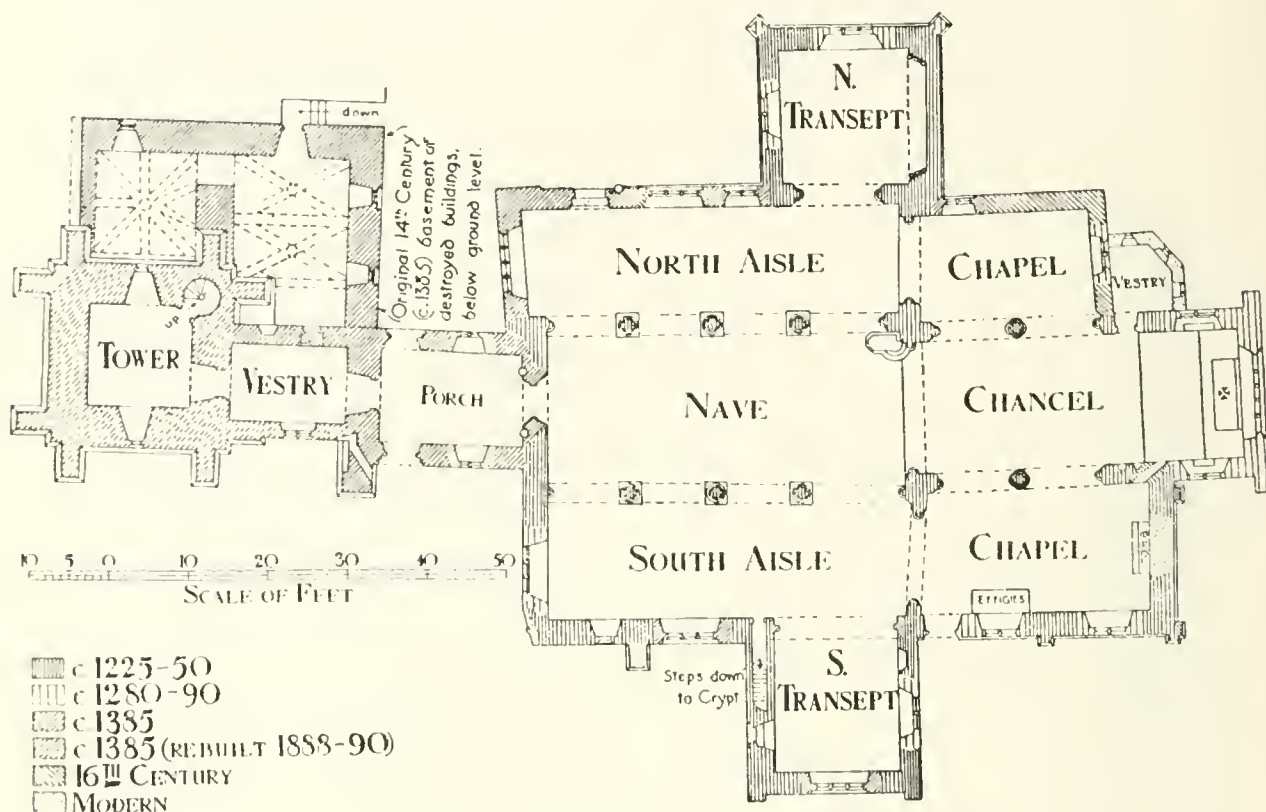 N.
TRANSEPT
down
(Original 14th Century
(c.1385) basement of
destroyed buildings,
below ground level.
NORTH AISLE
CHAPEL
VESTRY
UP
TOWER
VESTRY
PORCH
NAVE
CHANCEL
SOUTH AISLE
CHAPEL
EFFIGIES
10 5 0 10 20 30 40 50
SCALE OF FEET
Steps down
to Crypt
S.
TRANSEPT
c 1225-50
c 1280-90
c 1385
c 1385 (REBUILT 1888-90)
16TH CENTURY
MODERN